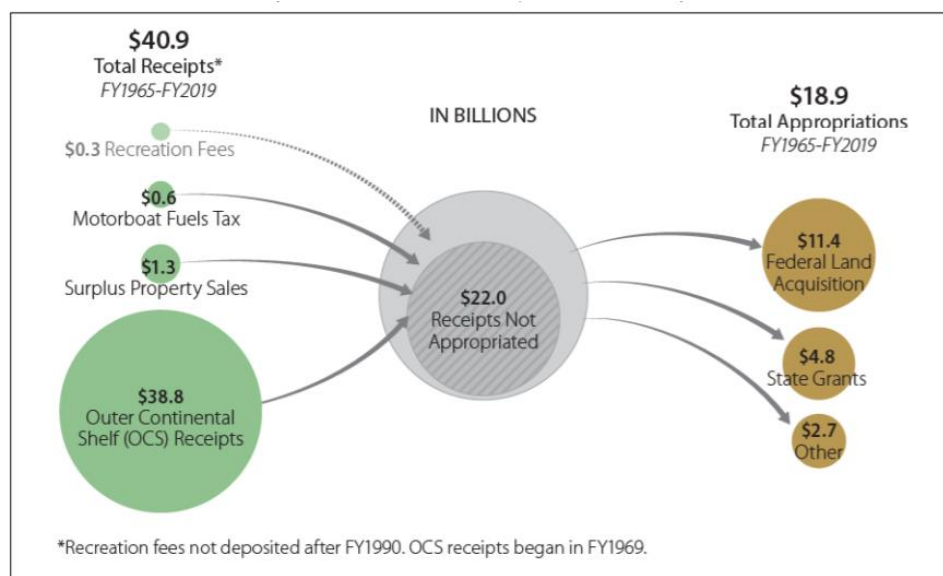 $40.9
Total Receipts*
FY1965-FY2019
$0.3 Recreation Fees
$0.6
Motorboat Fuels Tax
$1.3
Surplus Property Sales
$38.8
Outer Continental
Shelf (OCS) Receipts
IN BILLIONS
$22.0
Receipts Not
Appropriated
$18.9
Total Appropriations
FY1965-FY2019
$11.4
Federal Land
Acquisition
$4.8
State Grants
$2.7
Other
*Recreation fees not deposited after FY1990. OCS receipts began in FY1969.